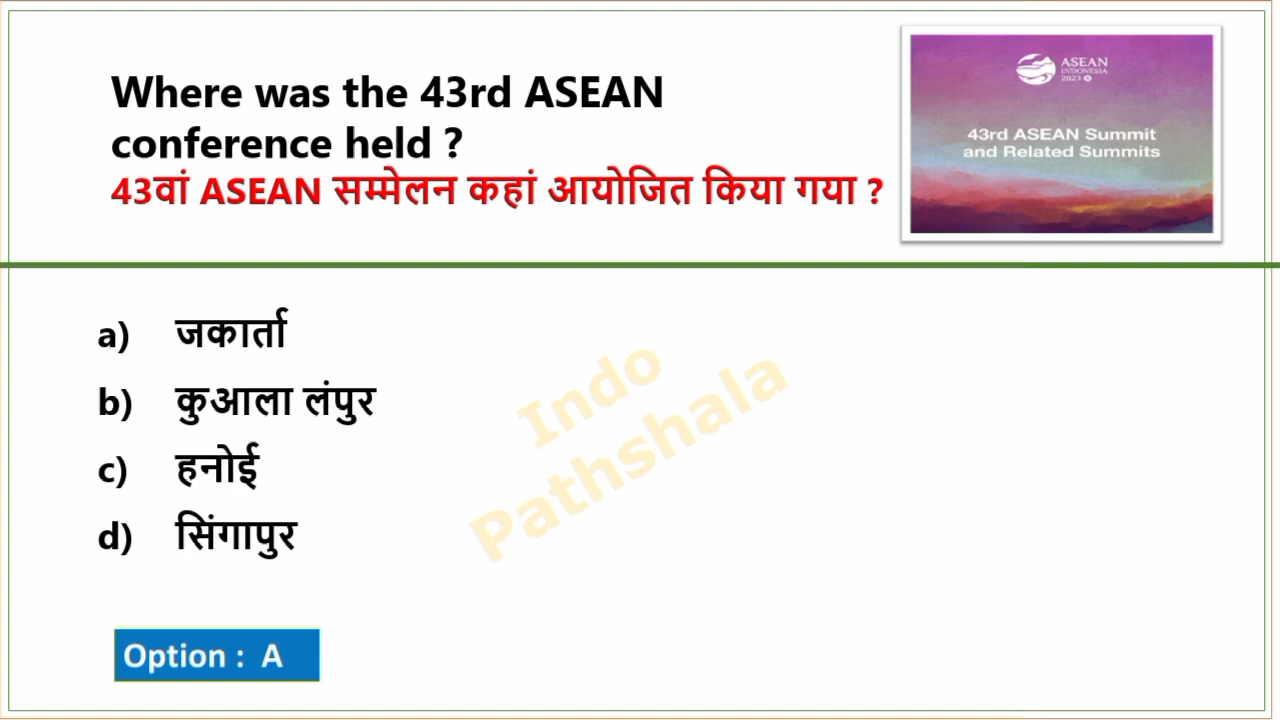 Where was the 43rd ASEAN
conference held ?
43वां ASEAN सम्मेलन कहां आयोजित किया गया ?
ASEAN
INDONESIA
2023
43rd ASEAN Summit
and Related Summits
a) जकार्ता
b) कुआला लंपुर
c) हनोई
d) सिंगापुर
Indo
Pathshala
Option : A